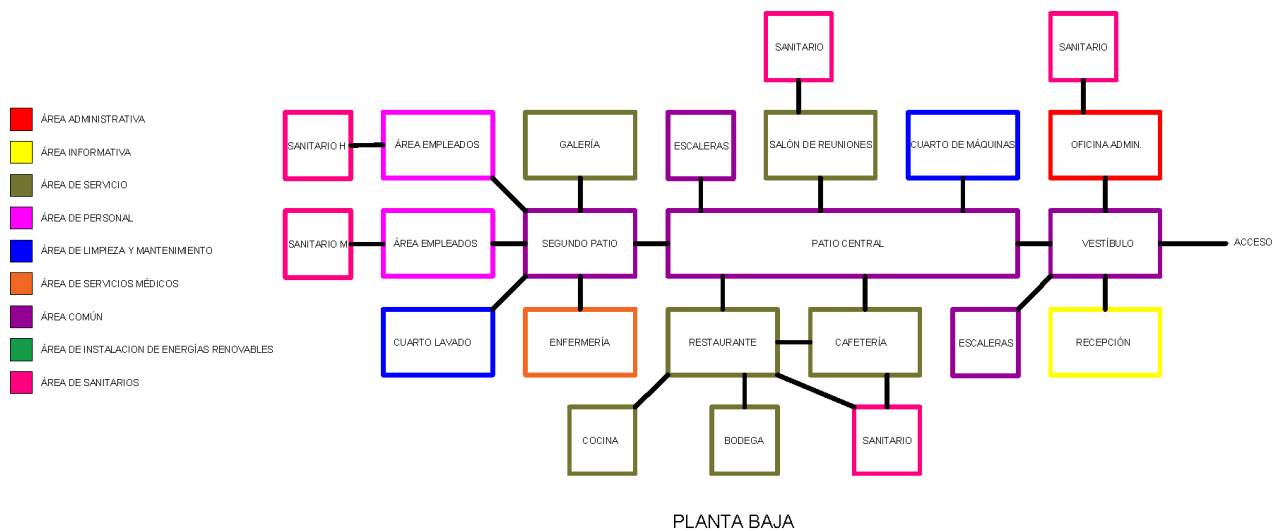 SANITARIO
SANITARIO
ÁREA ADMINISTRATIVA
ÁREA INFORMATIVA
ÁREA DE SERVICIO
ÁREA DE PERSONAL
ÁREA DE LIMPIEZA Y MANTENIMIENTO
ÁREA DE SERVICIOS MÉDICOS
ÁREA COMÚN
ÁREA DE INSTALACION DE ENERGÍAS RENOVABLES
ÁREA DE SANITARIOS
SANITARIO H
ÁREA EMPLEADOS
GALERÍA
ESCALERAS
SALÓN DE REUNIONES
CUARTO DE MÁQUINAS
OFICINA ADMIN.
SANITARIO M
ÁREA EMPLEADOS
SEGUNDO PATIO
PATIO CENTRAL
VESTÍBULO
ACCESO
CUARTO LAVADO
ENFERMERÍA
RESTAURANTE
CAFETERÍA
ESCALERAS
RECEPCIÓN
COCINA
BODEGA
SANITARIO
PLANTA BAJA